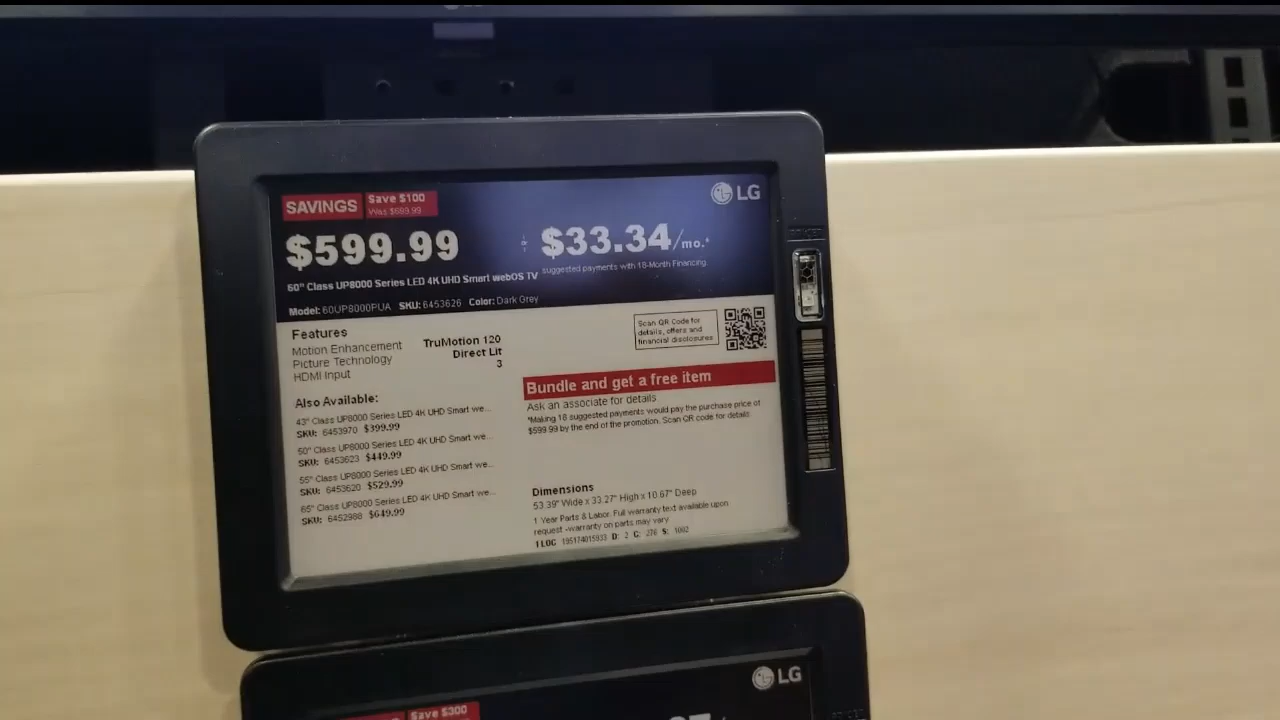 SAVINGS
Save $100
Was $699.99
LG
$599.99
or
$33.34/mo.*
suggested payments with 18-Month Financing.
60" Class UP8000 Series LED 4K UHD Smart webOS TV
Model: 60UP8000PUA SKU: 6453626 Color: Dark Grey
Features
Motion Enhancement TruMotion 120
Picture Technology Direct Lit
HDMI Input 3
Scan QR Code for
details, offers and
financial disclosures
Also Available:
43" Class UP8000 Series LED 4K UHD Smart we...
SKU: 6453970 $399.99
50" Class UP8000 Series LED 4K UHD Smart we...
SKU: 6453623 $449.99
55" Class UP8000 Series LED 4K UHD Smart we...
SKU: 6453620 $529.99
65" Class UP8000 Series LED 4K UHD Smart we...
SKU: 6452988 $649.99
Bundle and get a free item
Ask an associate for details
*Making 18 suggested payments would pay the purchase price of
$599.99 by the end of the promotion. Scan QR code for details
Dimensions
53.39" Wide x 33.27" High x 10.67" Deep
1 Year Parts & Labor. Full warranty text available upon
request -warranty on parts may vary
1 LOC 195174015933 D: 2 C: 276 S: 1002
LG
Save $300